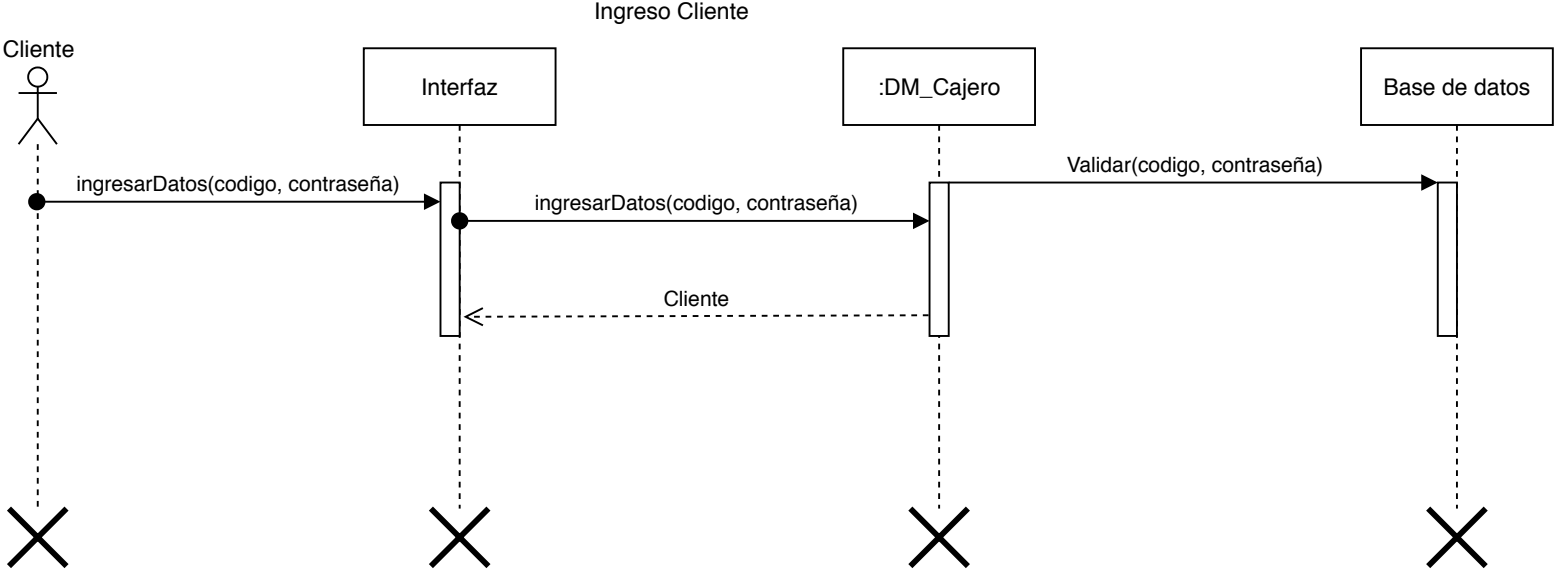 Ingreso Cliente
Cliente
Interfaz
:DM_Cajero
Base de datos
ingresarDatos(codigo, contraseña)
ingresarDatos(codigo, contraseña)
Validar(codigo, contraseña)
Cliente